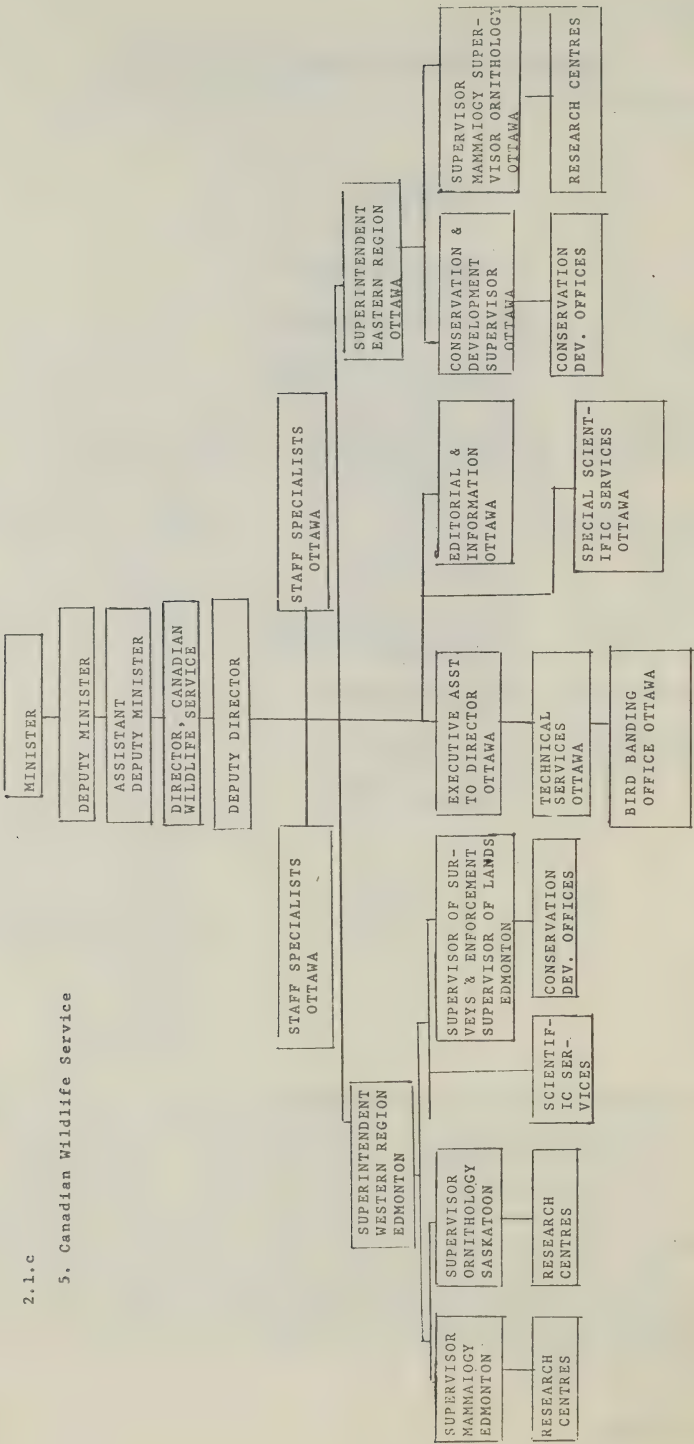 2.1.c
5. Canadian Wildlife Service
MINISTER
DEPUTY MINISTER
ASSISTANT
DEPUTY MINISTER
DIRECTOR, CANADIAN
WILDLIFE SERVICE
DEPUTY DIRECTOR
STAFF SPECIALISTS
OTTAWA
STAFF SPECIALISTS
OTTAWA
SUPERINTENDENT
WESTERN REGION
EDMONTON
SUPERINTENDENT
EASTERN REGION
OTTAWA
SUPERVISOR
MAMMAIOGY
EDMONTON
SUPERVISOR
ORNITHOLOGY
SASKATOON
SUPERVISOR OF SUR-
VEYS & ENFORCEMENT
SUPERVISOR OF LANDS
EDMONTON
EXECUTIVE ASST
TO DIRECTOR
OTTAWA
EDITORIAL &
INFORMATION
OTTAWA
CONSERVATION &
DEVELOPMENT
SUPERVISOR
OTTAWA
SUPERVISOR
MAMMAIOGY SUPER-
VISOR ORNITHOLOGY
OTTAWA
RESEARCH
CENTRES
RESEARCH
CENTRES
SCIENTIF-
IC SER-
VICES
CONSERVATION
DEV. OFFICES
TECHNICAL
SERVICES
OTTAWA
SPECIAL SCIENT-
IFIC SERVICES
OTTAWA
CONSERVATION
DEV. OFFICES
RESEARCH CENTRES
BIRD BANDING
OFFICE OTTAWA